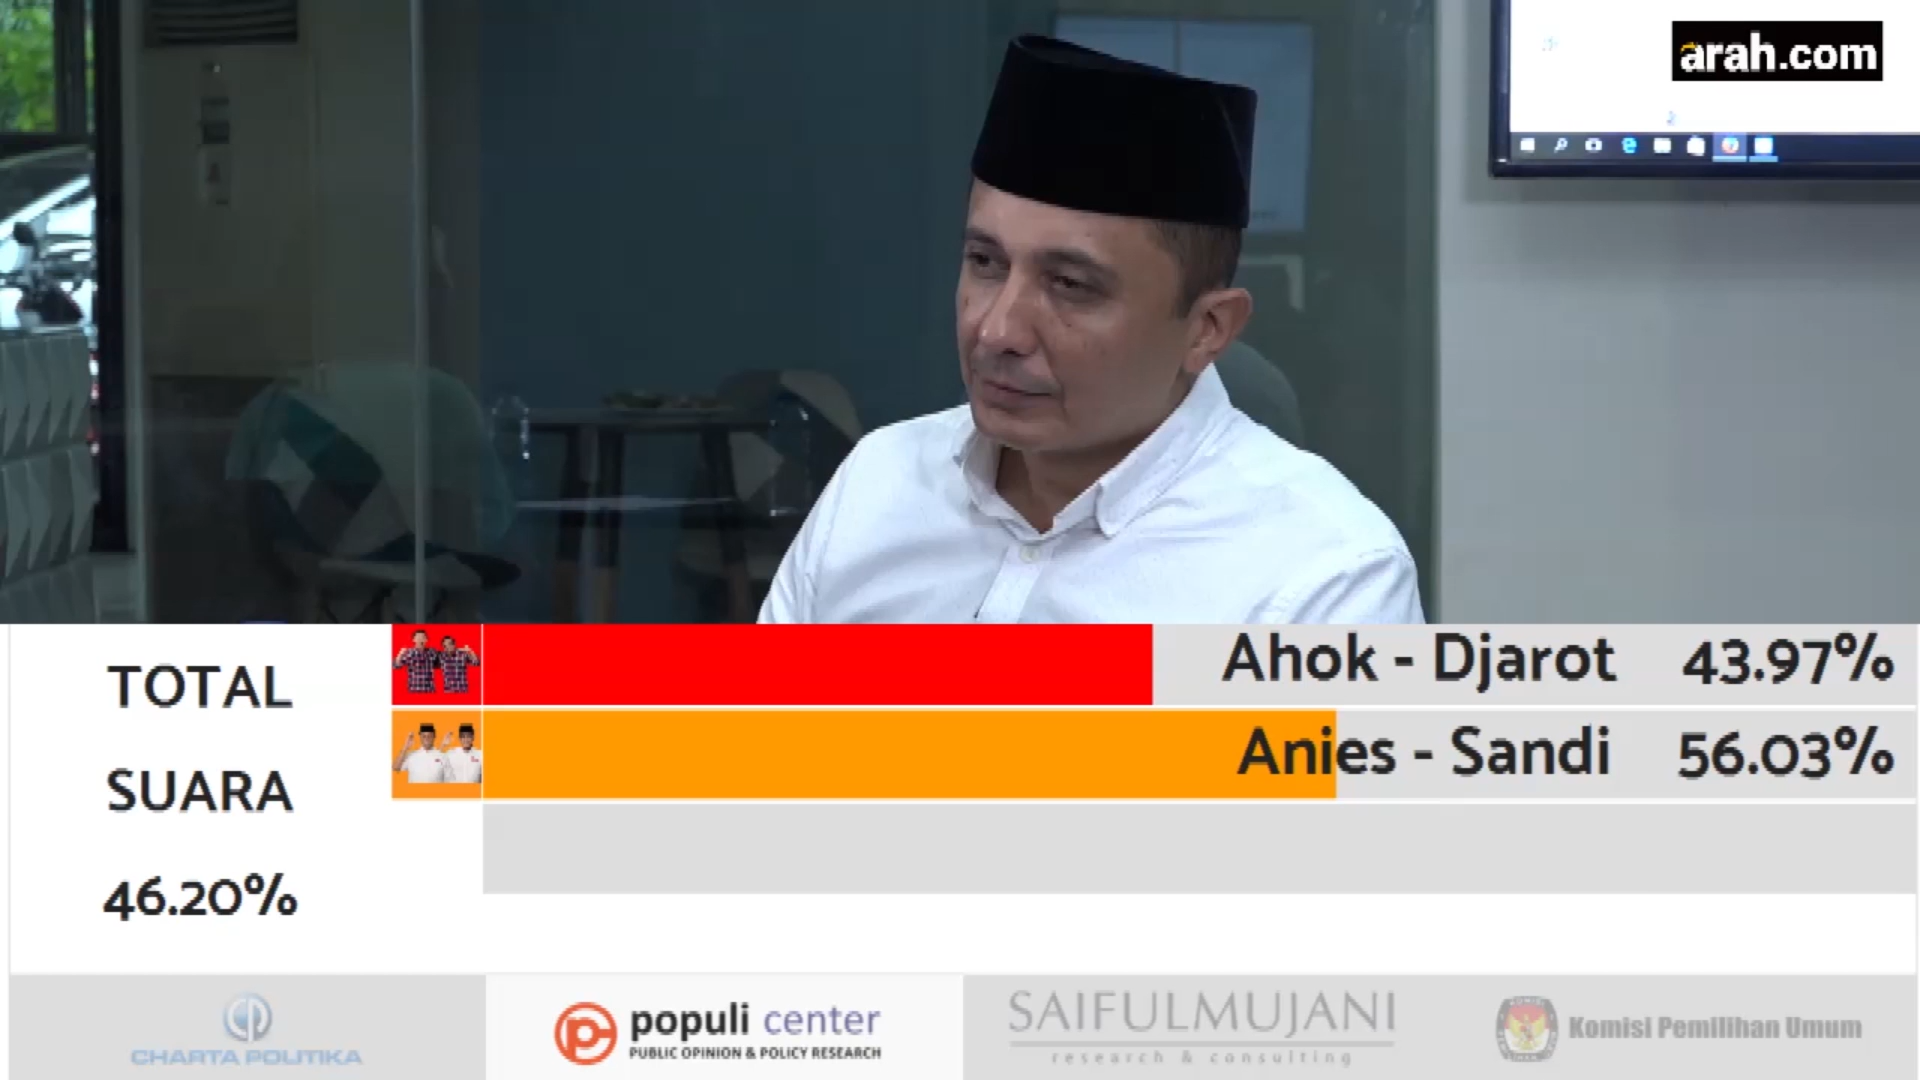 arah.com
Ahok - Djarot 43.97%
Anies - Sandi 56.03%
TOTAL
SUARA
46.20%
CHARTA POLITIKA
populi center
PUBLIC OPINION & POLICY RESEARCH
SAIFULMUJANI
research & consulting
Komisi Pemilihan Umum